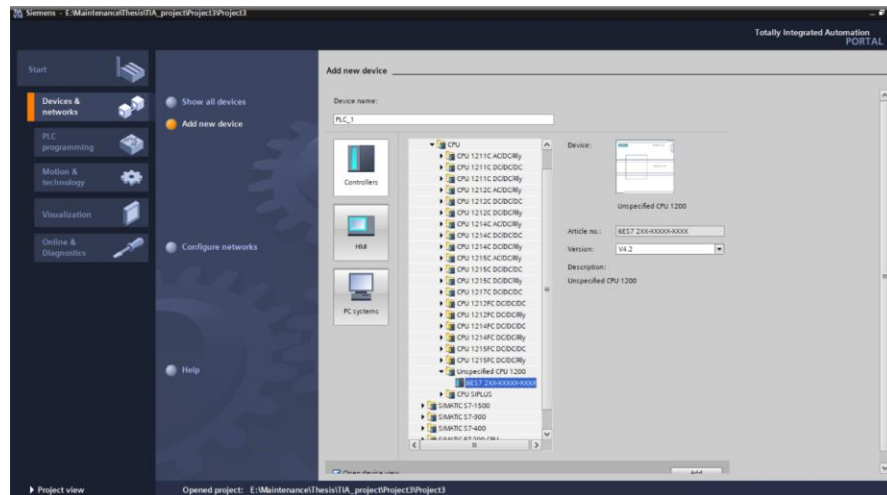 Siemens - E:\Maintenance\Thesis\TIA_project\Project3\Project3
Totally Integrated Automation
PORTAL
Start
Devices &
networks
PLC
programming
Motion &
technology
Visualization
Online &
Diagnostics
Show all devices
Add new device
Configure networks
Help
Add new device
Device name:
PLC_1
Controllers
HMI
PC systems
CPU
CPU 1211C AC/DC/Rly
CPU 1211C DC/DC/DC
CPU 1211C DC/DC/Rly
CPU 1212C AC/DC/Rly
CPU 1212C DC/DC/DC
CPU 1212C DC/DC/Rly
CPU 1214C AC/DC/Rly
CPU 1214C DC/DC/DC
CPU 1214C DC/DC/Rly
CPU 1215C AC/DC/Rly
CPU 1215C DC/DC/DC
CPU 1215C DC/DC/Rly
CPU 1217C DC/DC/DC
CPU 1212FC DC/DC/DC
CPU 1212FC DC/DC/Rly
CPU 1214FC DC/DC/DC
CPU 1214FC DC/DC/Rly
CPU 1215FC DC/DC/DC
CPU 1215FC DC/DC/Rly
Unspecified CPU 1200
6ES7 2XX-XXXXX-XXXX
CPU SIPLUS
SIMATIC S7-1500
SIMATIC S7-300
SIMATIC S7-400
Device:
Unspecified CPU 1200
Article no.:
6ES7 2XX-XXXXX-XXXX
Version:
V4.2
Description:
Unspecified CPU 1200
Open device view
Add
Project view
Opened project: E:\Maintenance\Thesis\TIA_project\Project3\Project3